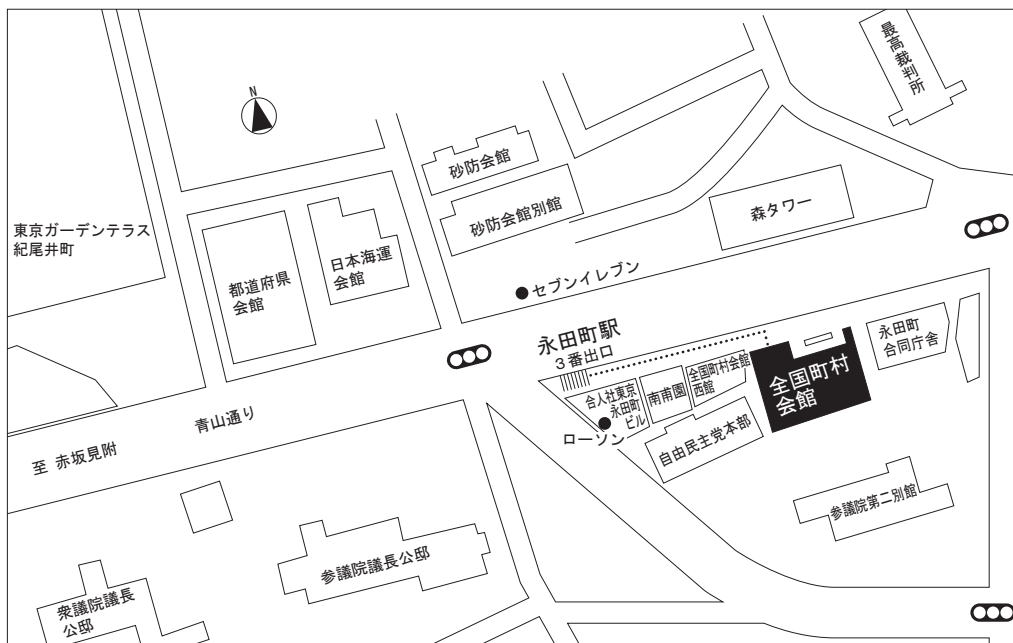 最高裁判所
N
砂防会館
砂防会館別館
森タワー
東京ガーデンテラス
紀尾井町
都道府県
会館
日本海運
会館
セブンイレブン
永田町駅
3番出口
永田町
合同庁舎
全国町村会館
西館
全国町村
会館
合人社東京
永田町
ビル
南甫園
ローソン
自由民主党本部
青山通り
至 赤坂見附
参議院第二別館
参議院議長公邸
衆議院議長
公邸